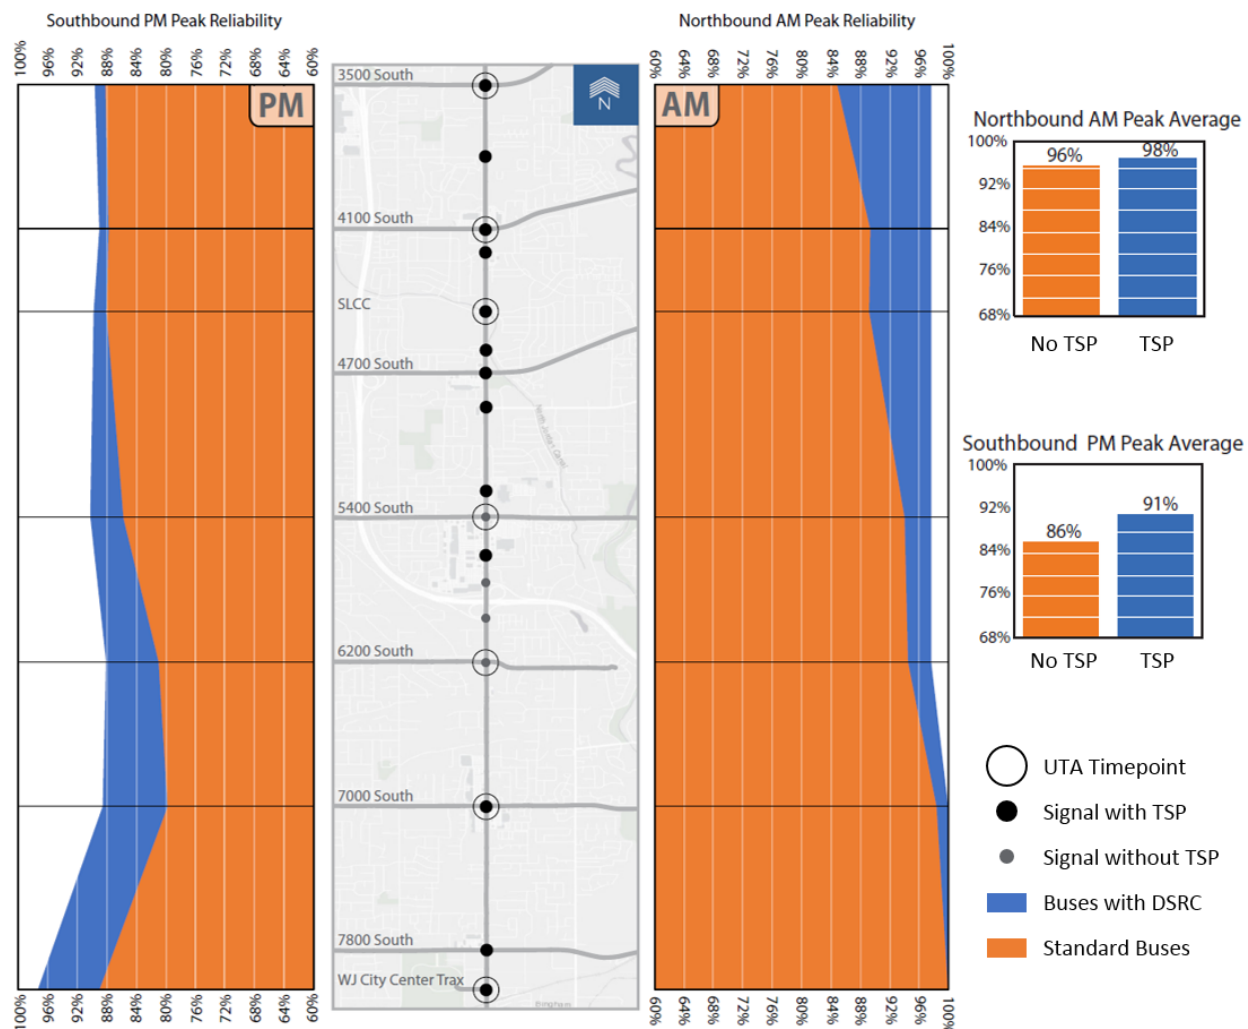 Southbound PM Peak Reliability
100% 96% 92% 88% 84% 80% 76% 72% 68% 64% 60%
PM
100% 96% 92% 88% 84% 80% 76% 72% 68% 64% 60%
3500 South
N
4100 South
SLCC
4700 South
5400 South
6200 South
7000 South
7800 South
WJ City Center Trax
Bingham
Northbound AM Peak Reliability
60% 64% 68% 72% 76% 80% 84% 88% 92% 96% 100%
AM
60% 64% 68% 72% 76% 80% 84% 88% 92% 96% 100%
Northbound AM Peak Average
100%
92%
84%
76%
68%
96% 98%
No TSP TSP
Southbound PM Peak Average
100%
92%
84%
76%
68%
86% 91%
No TSP TSP
UTA Timepoint
Signal with TSP
Signal without TSP
Buses with DSRC
Standard Buses